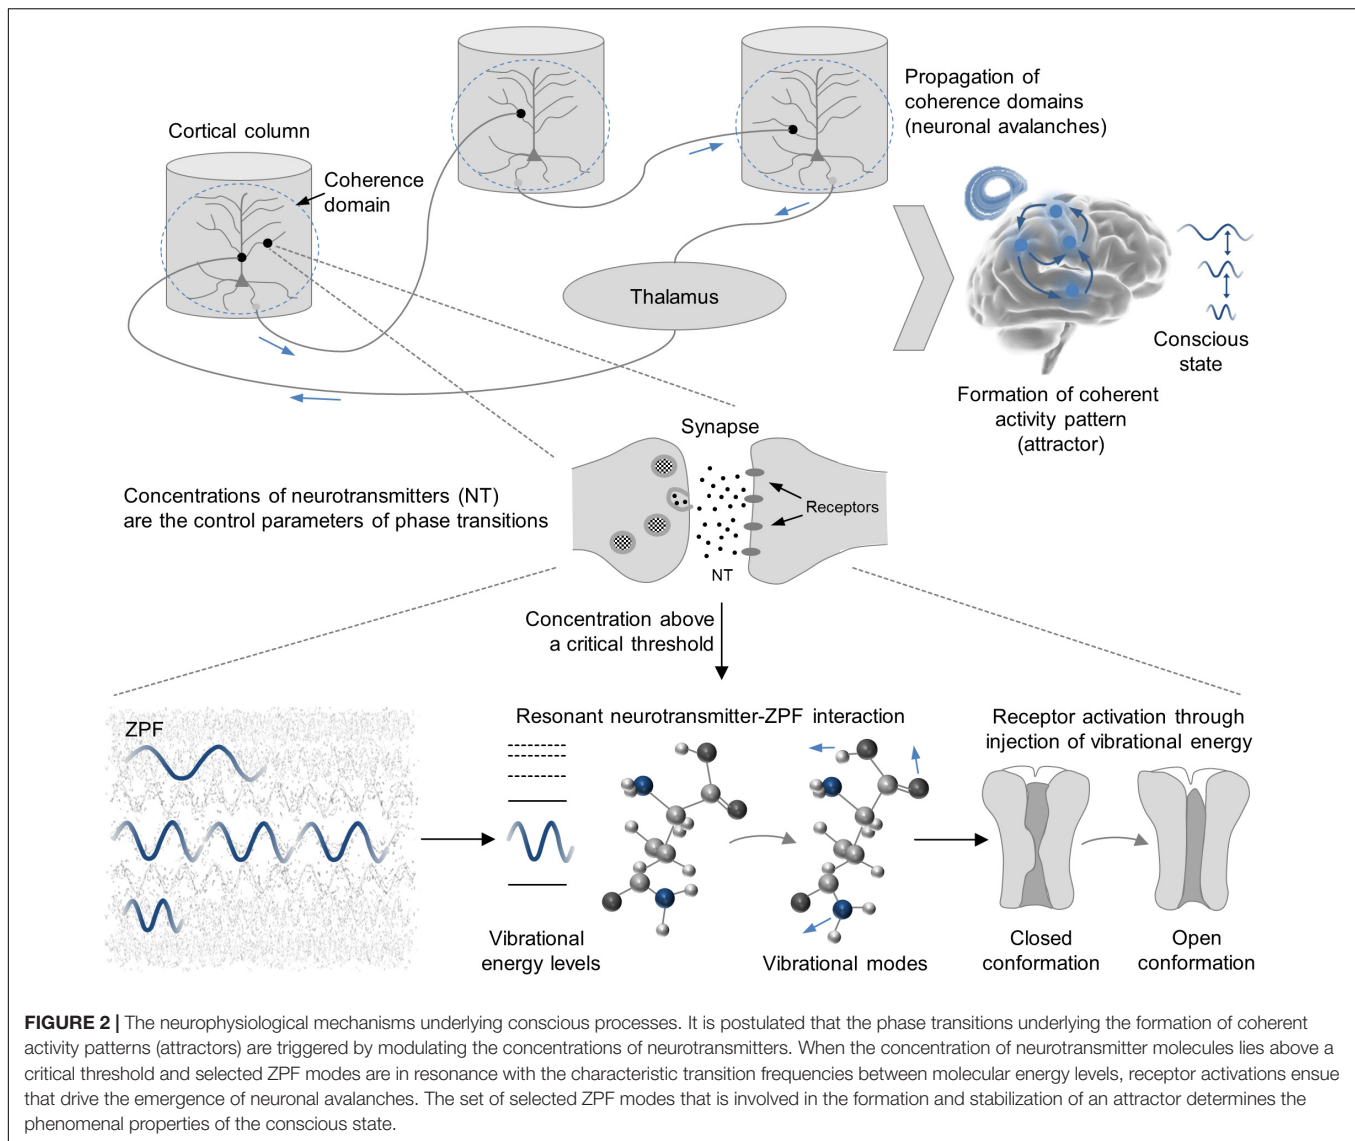 Propagation of
coherence domains
(neuronal avalanches)
Cortical column
Coherence
domain
Thalamus
Conscious
state
Formation of coherent
activity pattern
(attractor)
Synapse
Concentrations of neurotransmitters (NT)
are the control parameters of phase transitions
Receptors
NT
Concentration above
a critical threshold
ZPF
Resonant neurotransmitter-ZPF interaction
Receptor activation through
injection of vibrational energy
Vibrational
energy levels
Vibrational modes
Closed
conformation
Open
conformation
FIGURE 2 | The neurophysiological mechanisms underlying conscious processes. It is postulated that the phase transitions underlying the formation of coherent
activity patterns (attractors) are triggered by modulating the concentrations of neurotransmitters. When the concentration of neurotransmitter molecules lies above a
critical threshold and selected ZPF modes are in resonance with the characteristic transition frequencies between molecular energy levels, receptor activations ensue
that drive the emergence of neuronal avalanches. The set of selected ZPF modes that is involved in the formation and stabilization of an attractor determines the
phenomenal properties of the conscious state.